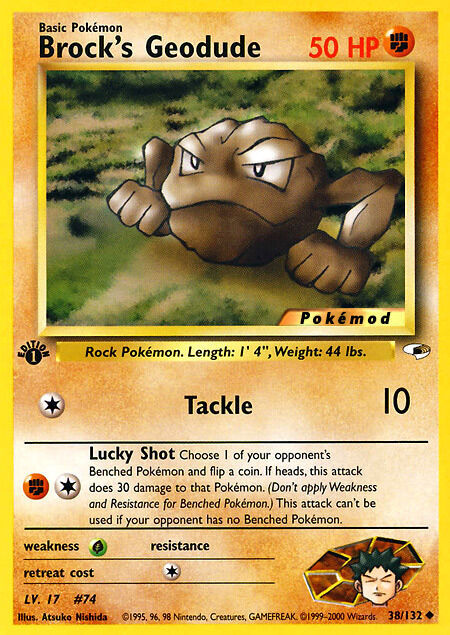 Basic Pokémon
Brock's Geodude 50 HP
Pokémod
EDITION
1
Rock Pokémon. Length: 1' 4", Weight: 44 lbs.
Tackle 10
Lucky Shot Choose 1 of your opponent's
Benched Pokémon and flip a coin. If heads, this attack
does 30 damage to that Pokémon. (Don't apply Weakness
and Resistance for Benched Pokémon.) This attack can't be
used if your opponent has no Benched Pokémon.
weakness resistance
retreat cost
LV. 17 #74
Illus. Atsuko Nishida ©1995, 96, 98 Nintendo, Creatures, GAMEFREAK. ©1999-2000 Wizards. 38/132